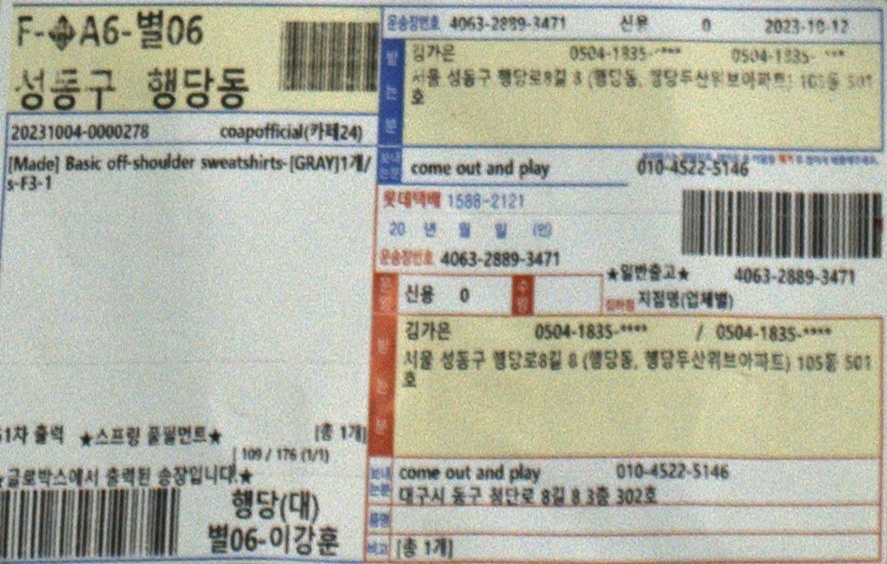 F- A6-별06
성동구 행당동
20231004-0000278 coapofficial(카페24)
[Made] Basic off-shoulder sweatshirts-[GRAY]1개/
s-F3-1
1차 출력 ★스프링 풀필먼트★ [총 1개]
109 / 176 (1/1)
★글로박스에서 출력된 송장입니다.★
행당(대)
별06-이강훈
운송장번호 4063-2889-3471 신용 0 2023-10-12
받는분
김가은 0504-1835-**** 0504-1835-****
서울 성동구 행당로8길 8 (행당동, 행당두산위브아파트) 105동 501
호
보내는분 come out and play 010-4522-5146
롯데택배 1588-2121
20 년 월 일 (인)
운송장번호 4063-2889-3471
★일반출고★ 4063-2889-3471
운임 신용 0 수량
집하점 지점명(업체별)
받는분
김가은 0504-1835-**** / 0504-1835-****
서울 성동구 행당로8길 8 (행당동, 행당두산위브아파트) 105동 501
호
보내는분 come out and play 010-4522-5146
대구시 동구 첨단로 8길 8 3층 302호
품명
비고 [총 1개]